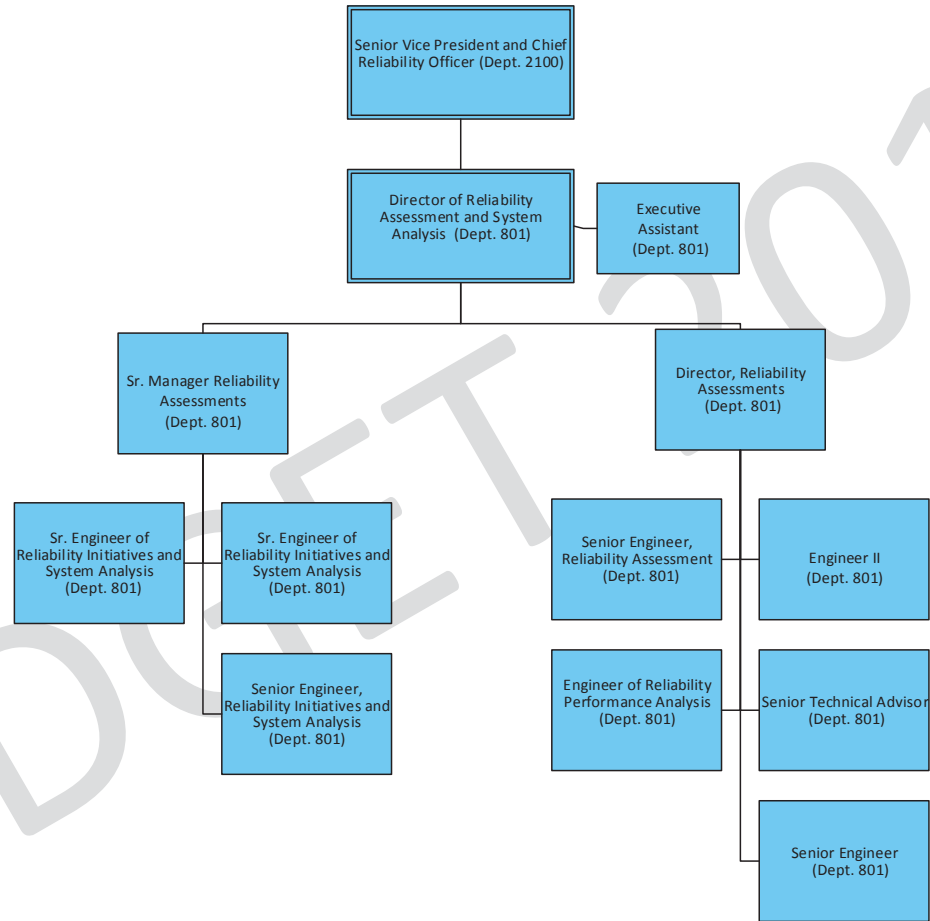 Senior Vice President and Chief
Reliability Officer (Dept. 2100)
Director of Reliability
Assessment and System
Analysis (Dept. 801)
Executive
Assistant
(Dept. 801)
Sr. Manager Reliability
Assessments
(Dept. 801)
Director, Reliability
Assessments
(Dept. 801)
Sr. Engineer of
Reliability Initiatives and
System Analysis
(Dept. 801)
Sr. Engineer of
Reliability Initiatives and
System Analysis
(Dept. 801)
Senior Engineer,
Reliability Assessment
(Dept. 801)
Engineer II
(Dept. 801)
Senior Engineer,
Reliability Initiatives and
System Analysis
(Dept. 801)
Engineer of Reliability
Performance Analysis
(Dept. 801)
Senior Technical Advisor
(Dept. 801)
Senior Engineer
(Dept. 801)